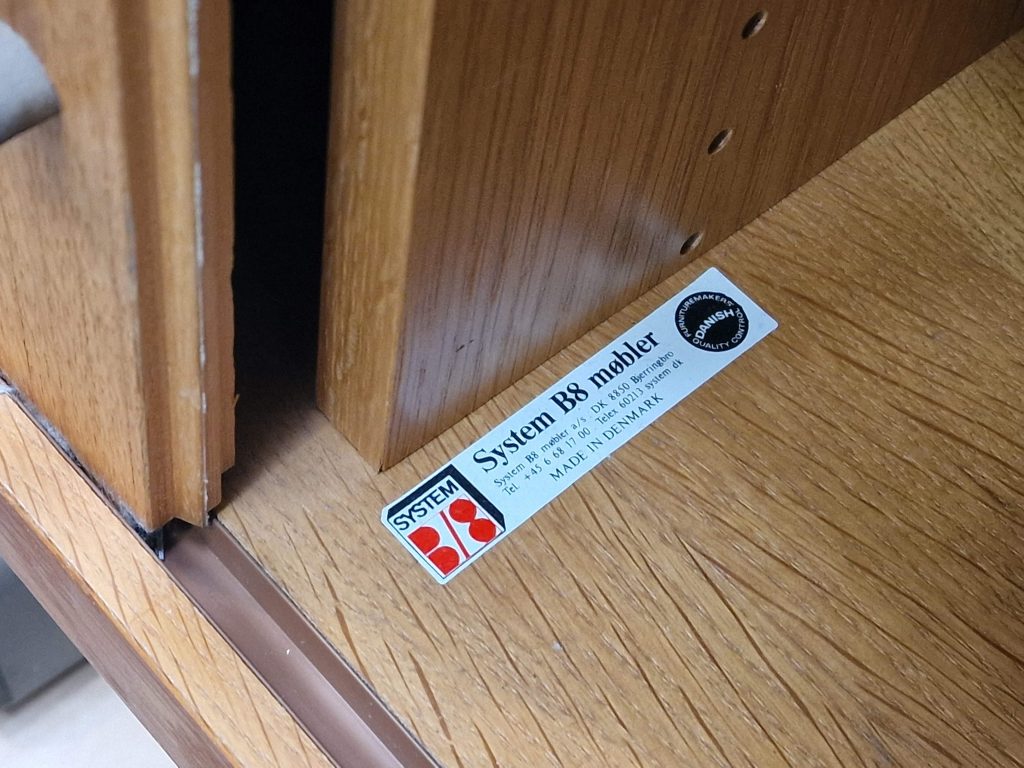 SYSTEM
B/8
System B8 møbler
System B8 møbler a/s · DK 8850 Bjerringbro
Tel. +45 6 68 17 00 · Telex 60213 system dk
MADE IN DENMARK
FURNITUREMAKERS'
DANISH
QUALITY CONTROL